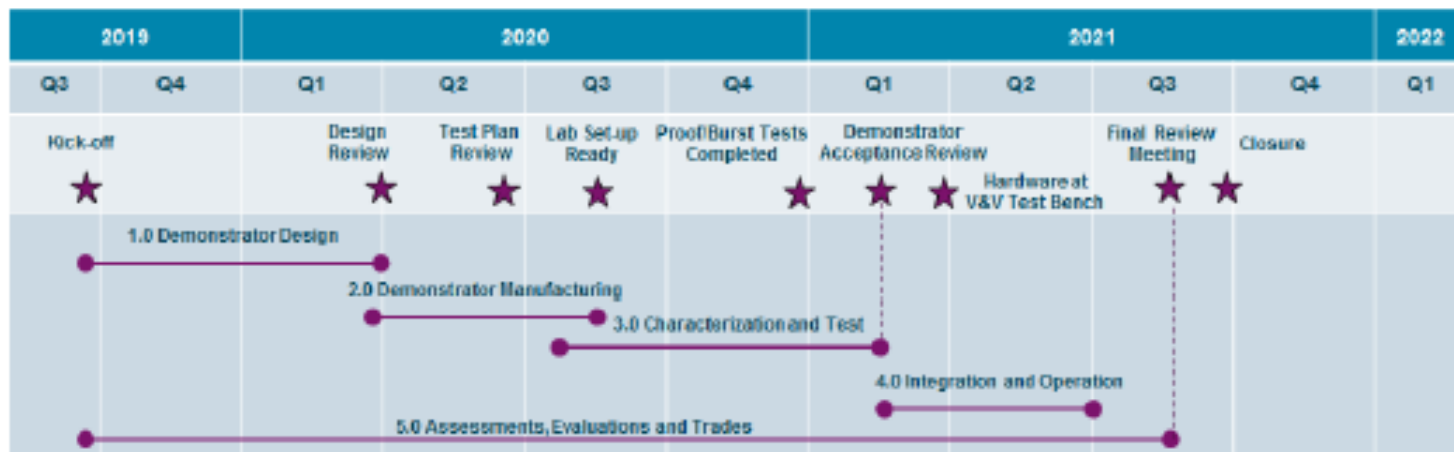 2019 2020 2021 2022
Q3 Q4 Q1 Q2 Q3 Q4 Q1 Q2 Q3 Q4 Q1
Kick-off
Design
Review
Test Plan
Review
Lab Set-up
Ready
Proof/Burst Tests
Completed
Demonstrator
Acceptance Review
Hardware at
V&V Test Bench
Final Review
Meeting
Closure
1.0 Demonstrator Design
2.0 Demonstrator Manufacturing
3.0 Characterization and Test
4.0 Integration and Operation
5.0 Assessments, Evaluations and Trades